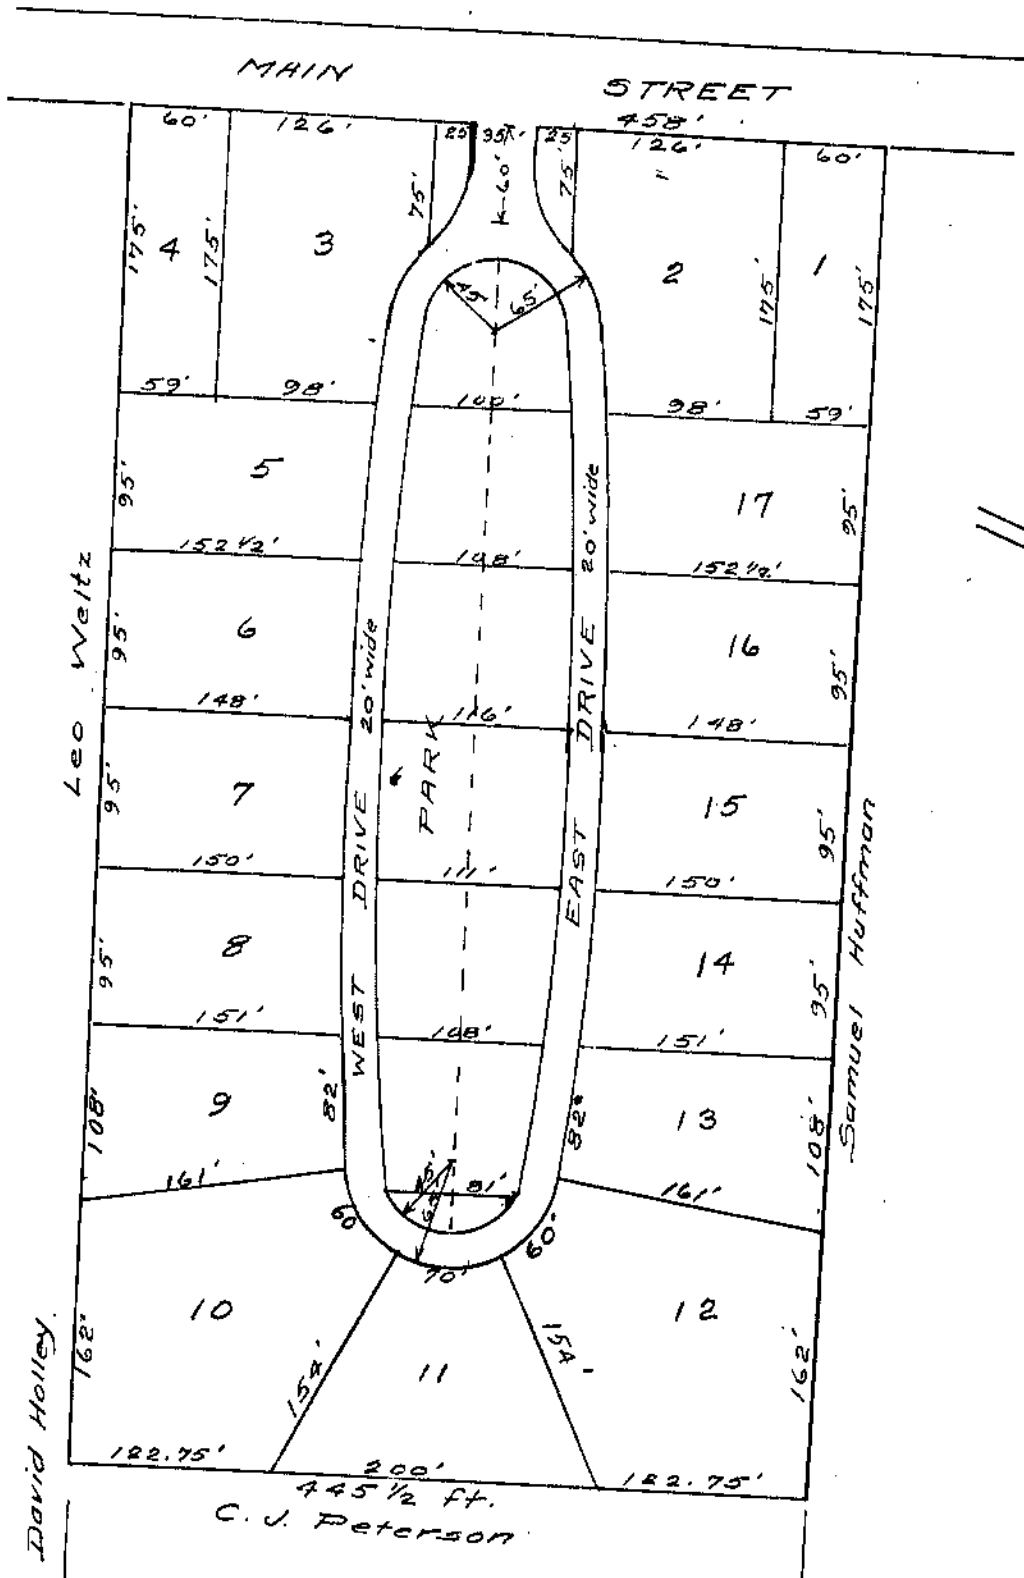 MAIN STREET
458'
60' 126' 25 35' 25 126' 60'
60'
75' 75'
175' 4 175' 3 2 175' 1 175'
45' 65'
59' 98' 100' 98' 59'
95' 5 17 95'
152 1/2' 108' 152 1/2'
95' 6 16 95'
148' 116' 148'
95' 7 15 95'
150' 111' 150'
95' 8 14 95'
151' 108' 151'
108' 9 82' 82' 13 108'
161' 81' 161'
60 70' 60'
162' 10 154' 11 154' 12 162'
122.75' 200' 122.75'
445 1/2 ft.
C. J. Peterson
Leo Weltz
David Holley
Samuel Huffman
WEST DRIVE 20' wide
PARK
EAST DRIVE 20' wide